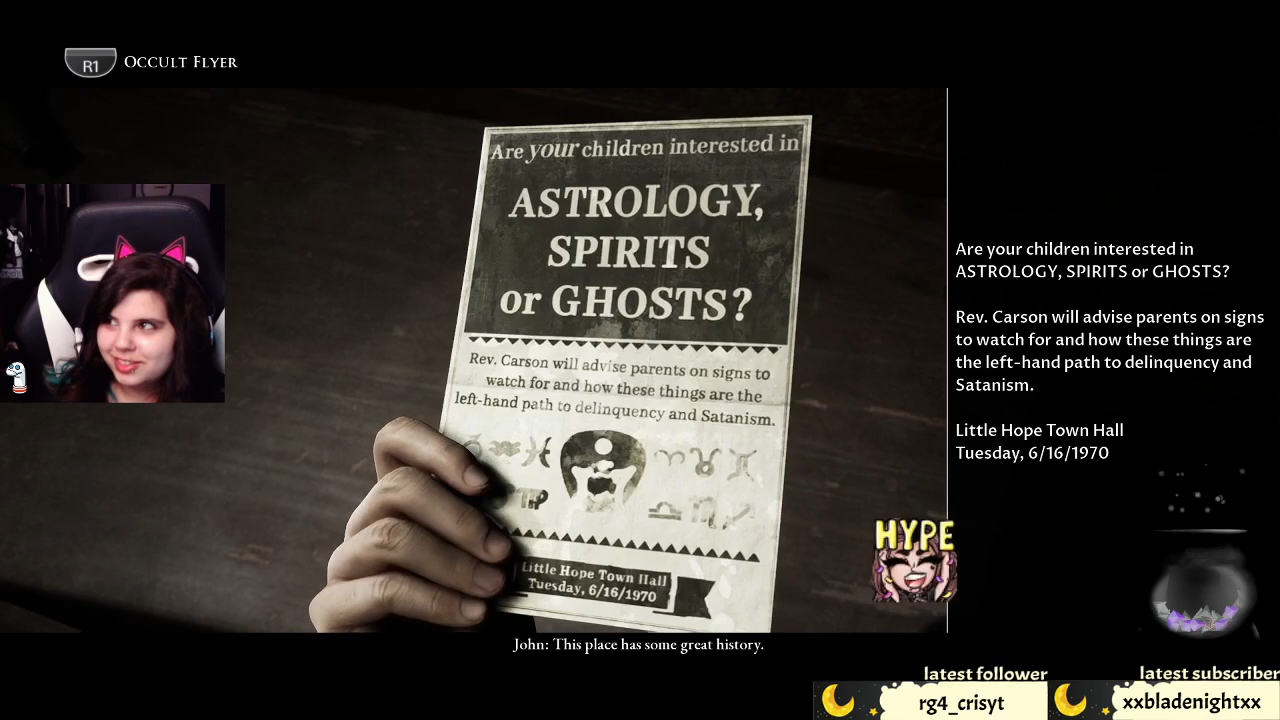 R1 OCCULT FLYER
Are your children interested in
ASTROLOGY,
SPIRITS
or GHOSTS?
Rev. Carson will advise parents on signs to
watch for and how these things are the
left-hand path to delinquency and Satanism.
Little Hope Town Hall
Tuesday, 6/16/1970
Are your children interested in
ASTROLOGY, SPIRITS or GHOSTS?
Rev. Carson will advise parents on signs
to watch for and how these things are
the left-hand path to delinquency and
Satanism.
Little Hope Town Hall
Tuesday, 6/16/1970
HYPE
John: This place has some great history.
latest follower
rg4_crisyt
latest subscriber
xxbladenightxx